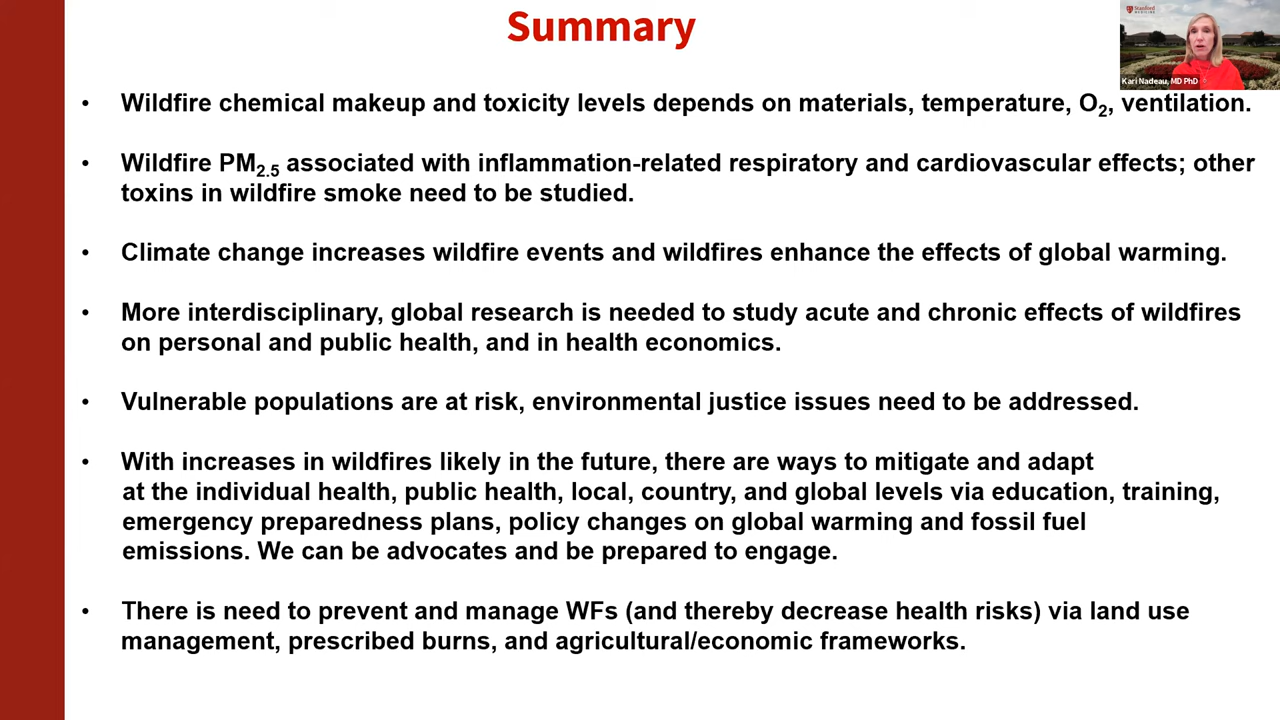 Summary
Stanford
MEDICINE
Kari Nadeau, MD PhD
• Wildfire chemical makeup and toxicity levels depends on materials, temperature, O2, ventilation.
• Wildfire PM2.5 associated with inflammation-related respiratory and cardiovascular effects; other
toxins in wildfire smoke need to be studied.
• Climate change increases wildfire events and wildfires enhance the effects of global warming.
• More interdisciplinary, global research is needed to study acute and chronic effects of wildfires
on personal and public health, and in health economics.
• Vulnerable populations are at risk, environmental justice issues need to be addressed.
• With increases in wildfires likely in the future, there are ways to mitigate and adapt
at the individual health, public health, local, country, and global levels via education, training,
emergency preparedness plans, policy changes on global warming and fossil fuel
emissions. We can be advocates and be prepared to engage.
• There is need to prevent and manage WFs (and thereby decrease health risks) via land use
management, prescribed burns, and agricultural/economic frameworks.